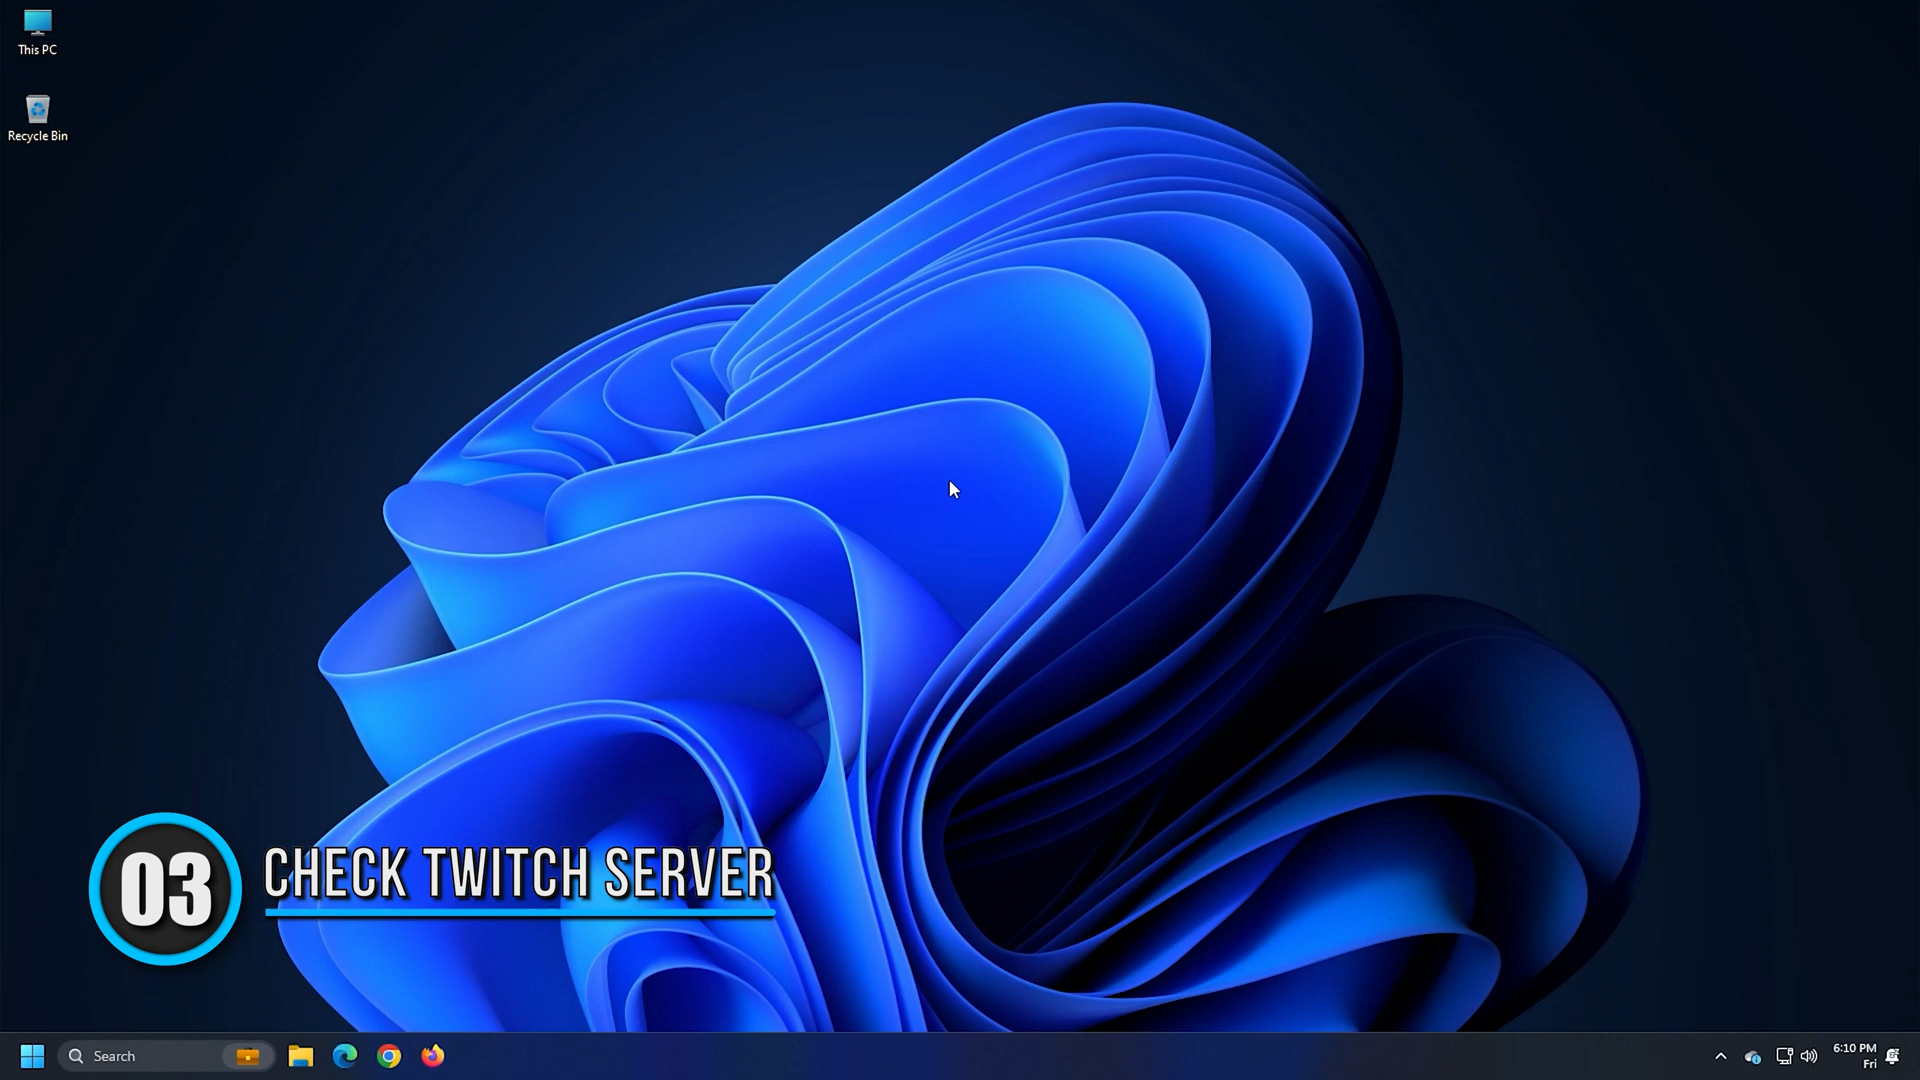 This PC
Recycle Bin
03
CHECK TWITCH SERVER
Search
6:10 PM
Fri